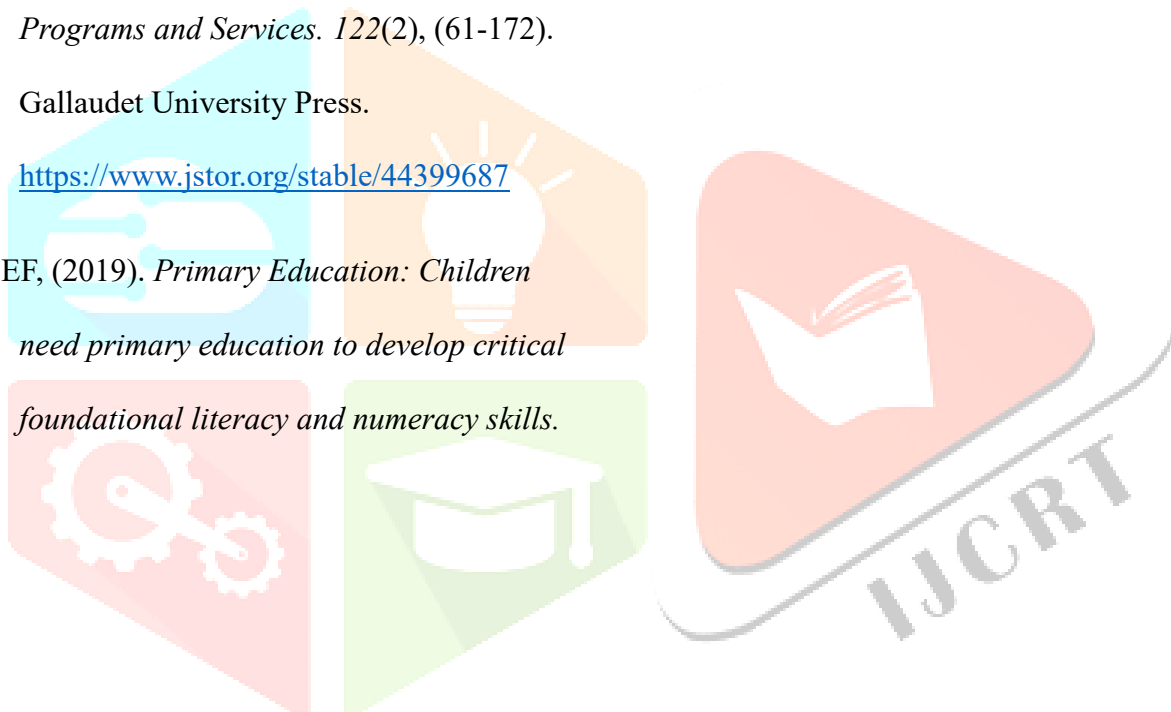 Programs and Services. 122(2), (61-172).
Gallaudet University Press.
https://www.jstor.org/stable/44399687
EF, (2019). Primary Education: Children
need primary education to develop critical
foundational literacy and numeracy skills.
IJCRT